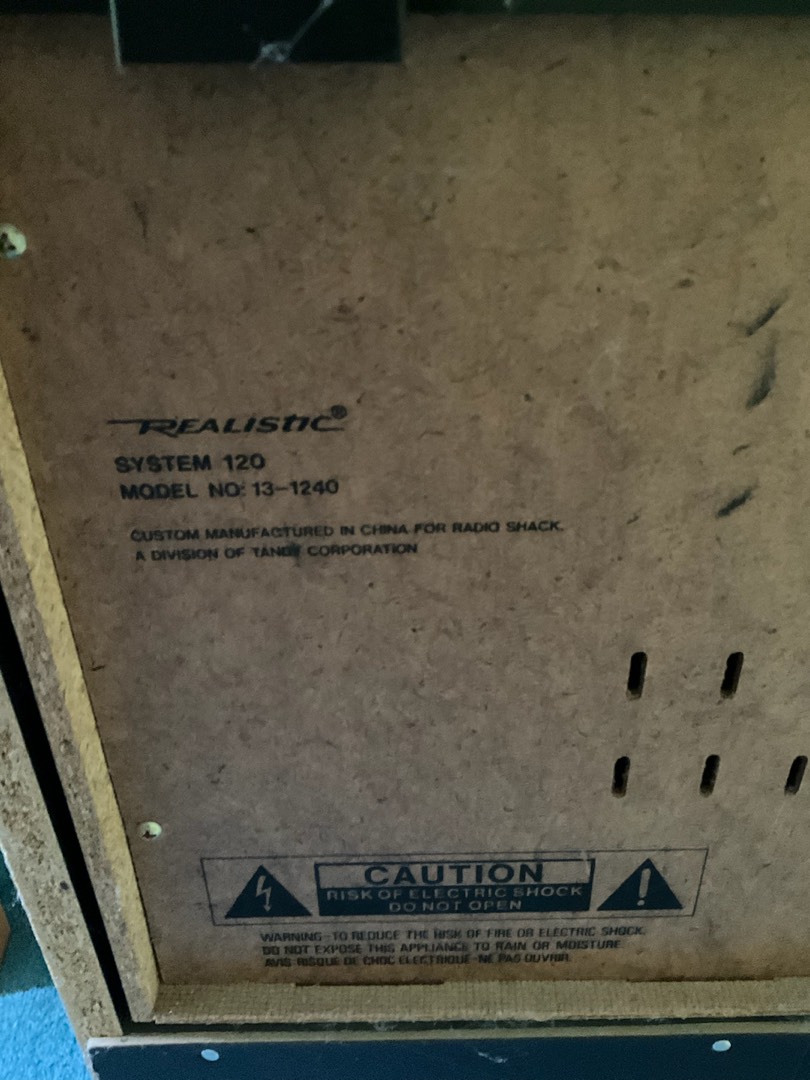 REALISTIC®
SYSTEM 120
MODEL NO: 13-1240
CUSTOM MANUFACTURED IN CHINA FOR RADIO SHACK.
A DIVISION OF TANDY CORPORATION
CAUTION
RISK OF ELECTRIC SHOCK
DO NOT OPEN
WARNING-TO REDUCE THE RISK OF FIRE OR ELECTRIC SHOCK.
DO NOT EXPOSE THIS APPLIANCE TO RAIN OR MOISTURE
AVIS RISQUE DE CHOC ELECTRIQUE-NE PAS OUVRIR.